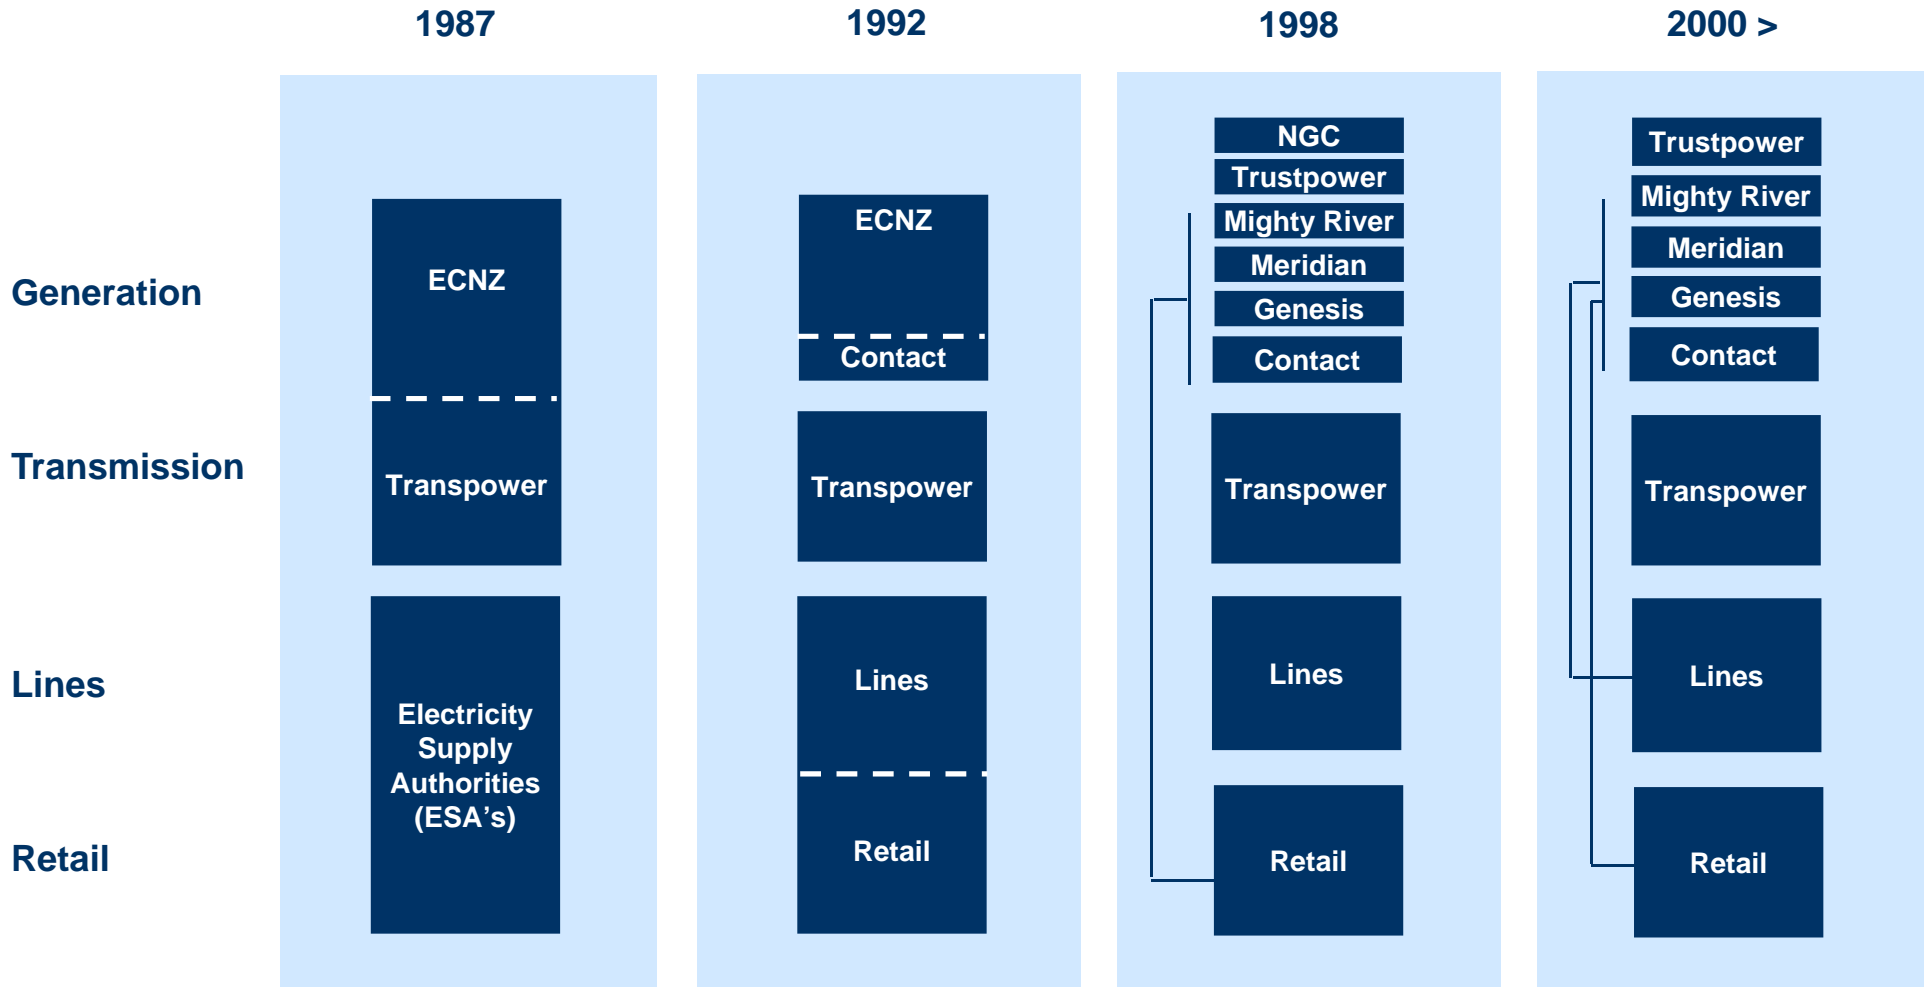 1987
1992
1998
2000 >
Generation
Transmission
Lines
Retail
ECNZ
Transpower
Electricity
Supply
Authorities
(ESA’s)
ECNZ
Contact
Transpower
Lines
Retail
NGC
Trustpower
Mighty River
Meridian
Genesis
Contact
Transpower
Lines
Retail
Trustpower
Mighty River
Meridian
Genesis
Contact
Transpower
Lines
Retail